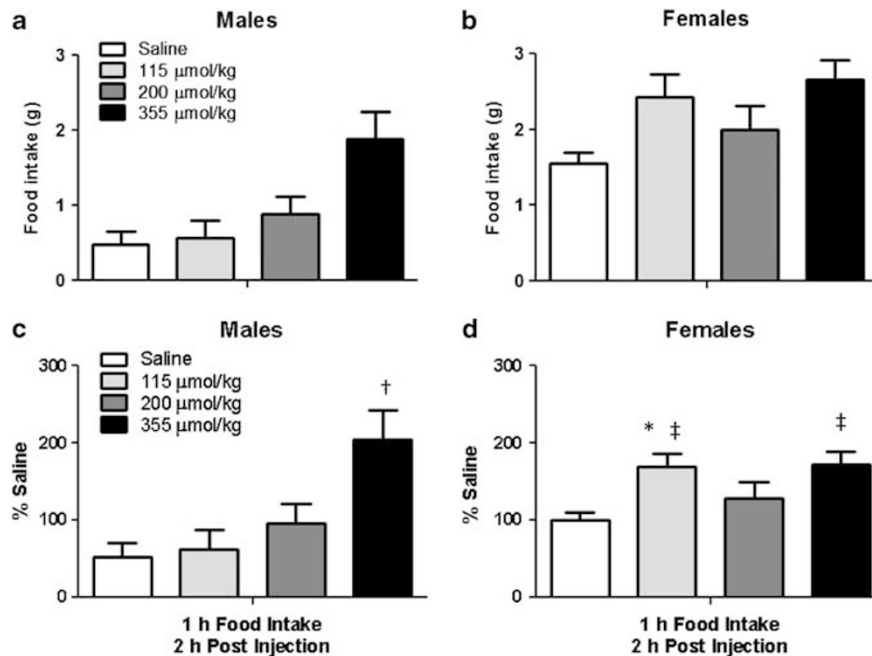 a
Males
Saline
115 µmol/kg
200 µmol/kg
355 µmol/kg
Food intake (g)
3
2
1
0
b
Females
Food intake (g)
3
2
1
0
c
Males
Saline
115 µmol/kg
200 µmol/kg
355 µmol/kg
% Saline
300
200
100
0
†
1 h Food Intake
2 h Post Injection
d
Females
% Saline
300
200
100
0
* ‡
‡
1 h Food Intake
2 h Post Injection